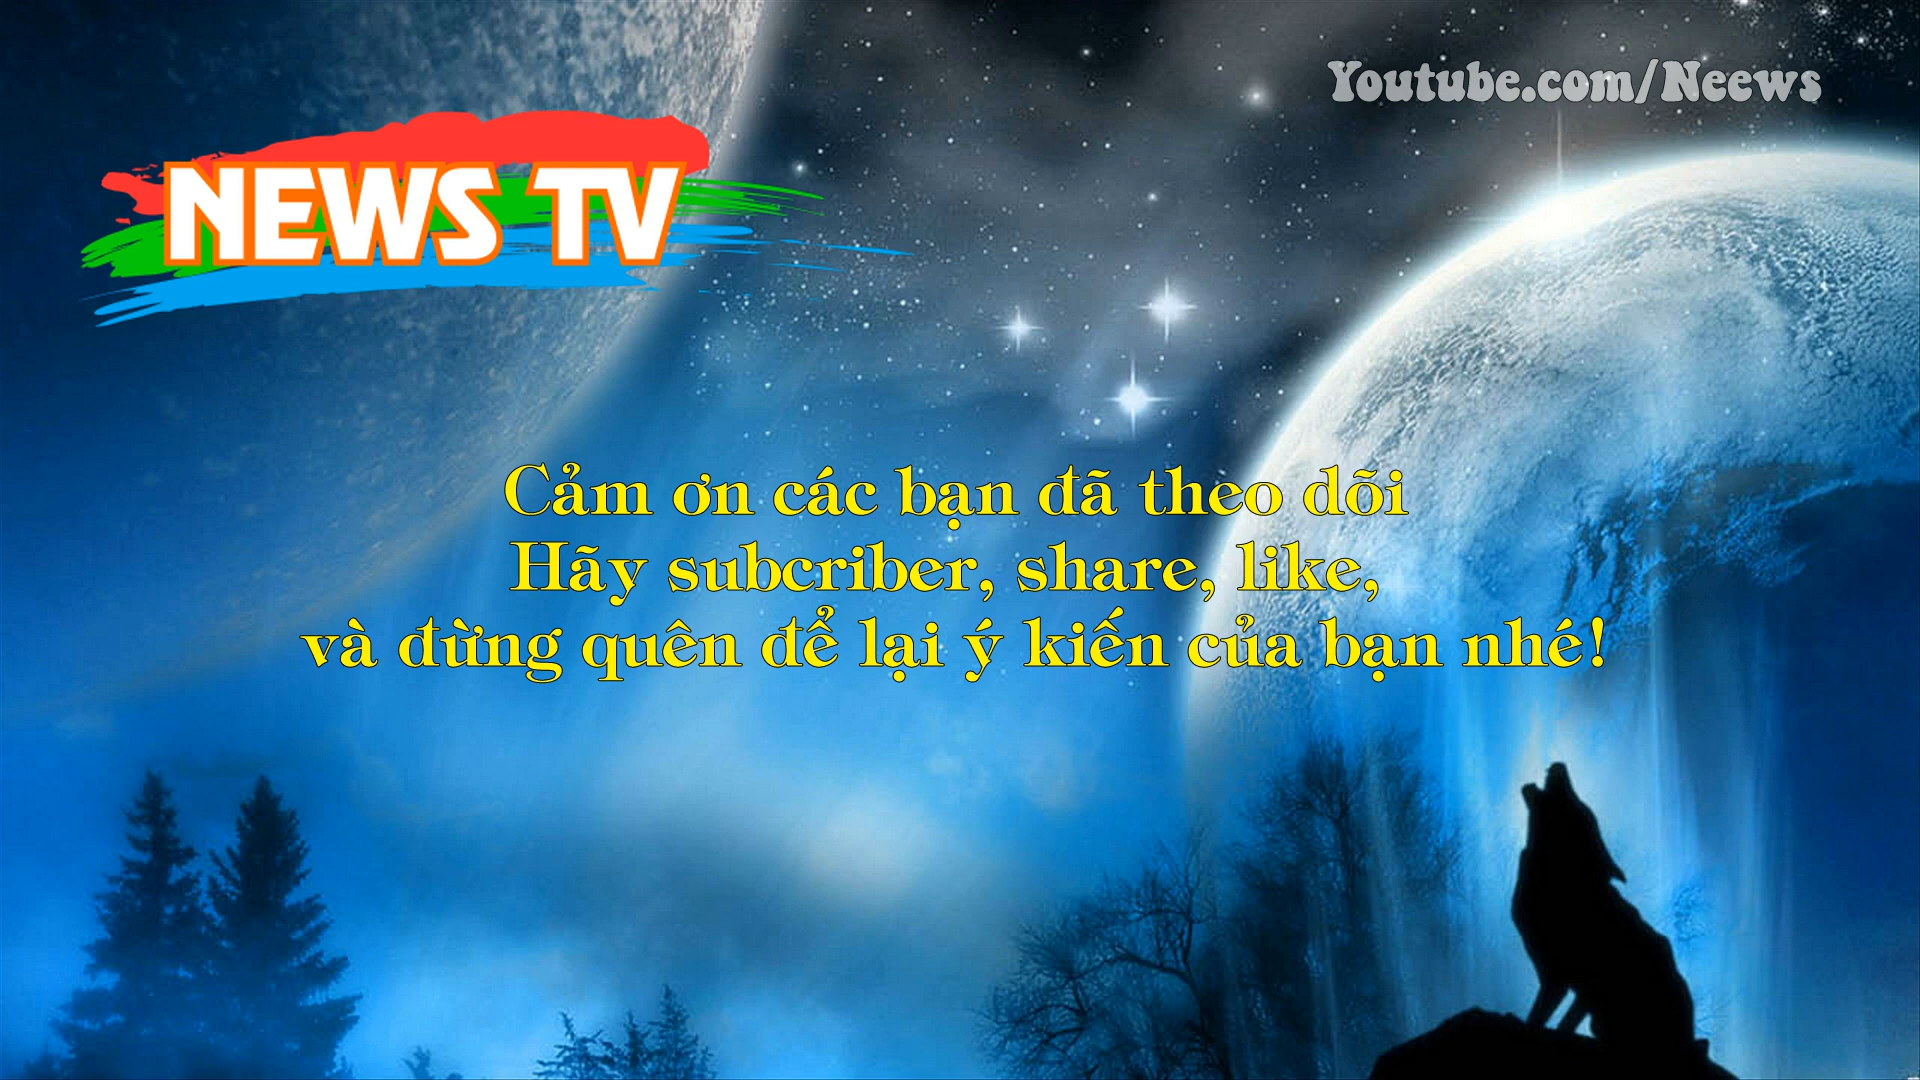 Youtube.com/Neews
NEWS TV
Cảm ơn các bạn đã theo dõi
Hãy subcriber, share, like,
và đừng quên để lại ý kiến của bạn nhé!